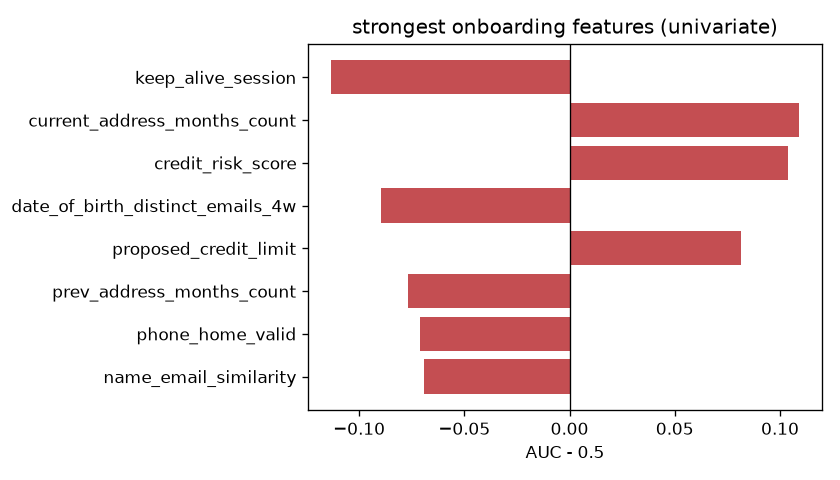 strongest onboarding features (univariate)
keep_alive_session
current_address_months_count
credit_risk_score
date_of_birth_distinct_emails_4w
proposed_credit_limit
prev_address_months_count
phone_home_valid
name_email_similarity
−0.10 −0.05 0.00 0.05 0.10
AUC - 0.5